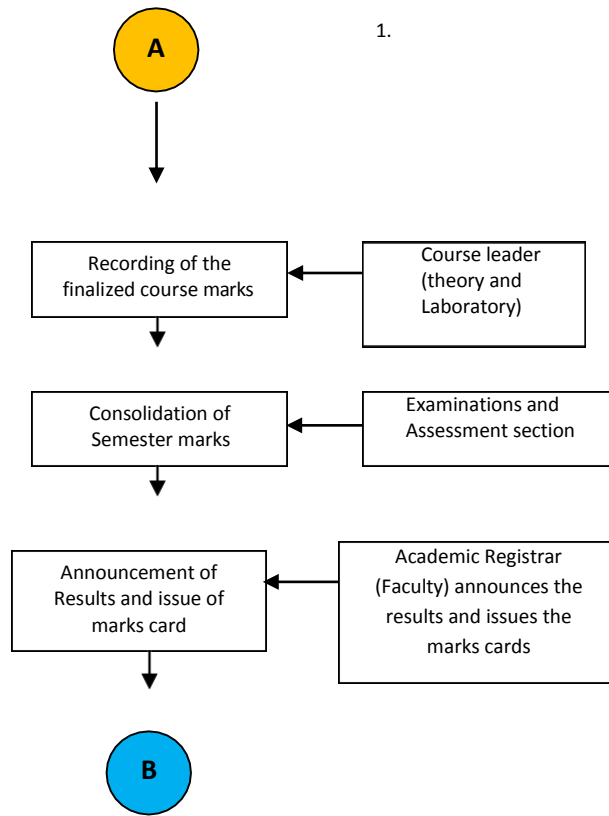 A
1.
Recording of the
finalized course marks
Course leader
(theory and
Laboratory)
Consolidation of
Semester marks
Examinations and
Assessment section
Announcement of
Results and issue of
marks card
Academic Registrar
(Faculty) announces the
results and issues the
marks cards
B